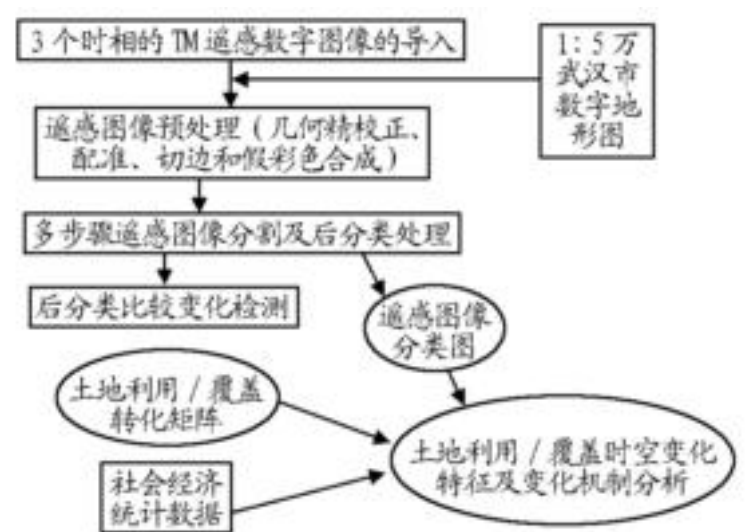 3个时相的TM遥感数字图像的导入
1:5万
武汉市
数字地
形图
遥感图像预处理(几何精校正、
配准、切边和假彩色合成)
多步骤遥感图像分割及后分类处理
后分类比较变化检测
遥感图像
分类图
土地利用/覆盖
转化矩阵
土地利用/覆盖时空变化
特征及变化机制分析
社会经济
统计数据